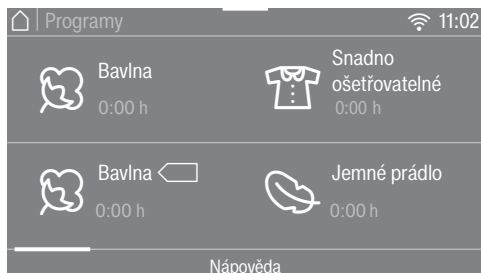 Programy
11:02
Bavlna
0:00 h
Snadno
ošetřovatelné
0:00 h
Bavlna
0:00 h
Jemné prádlo
0:00 h
Nápověda